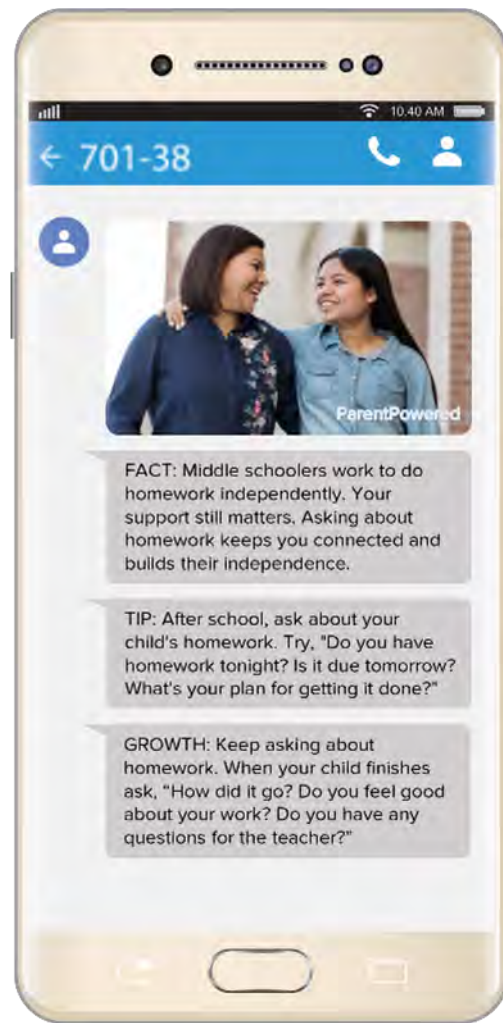 10.40 AM
701-38
ParentPowered
FACT: Middle schoolers work to do
homework independently. Your
support still matters. Asking about
homework keeps you connected and
builds their independence.
TIP: After school, ask about your
child's homework. Try, "Do you have
homework tonight? Is it due tomorrow?
What's your plan for getting it done?"
GROWTH: Keep asking about
homework. When your child finishes
ask, “How did it go? Do you feel good
about your work? Do you have any
questions for the teacher?”